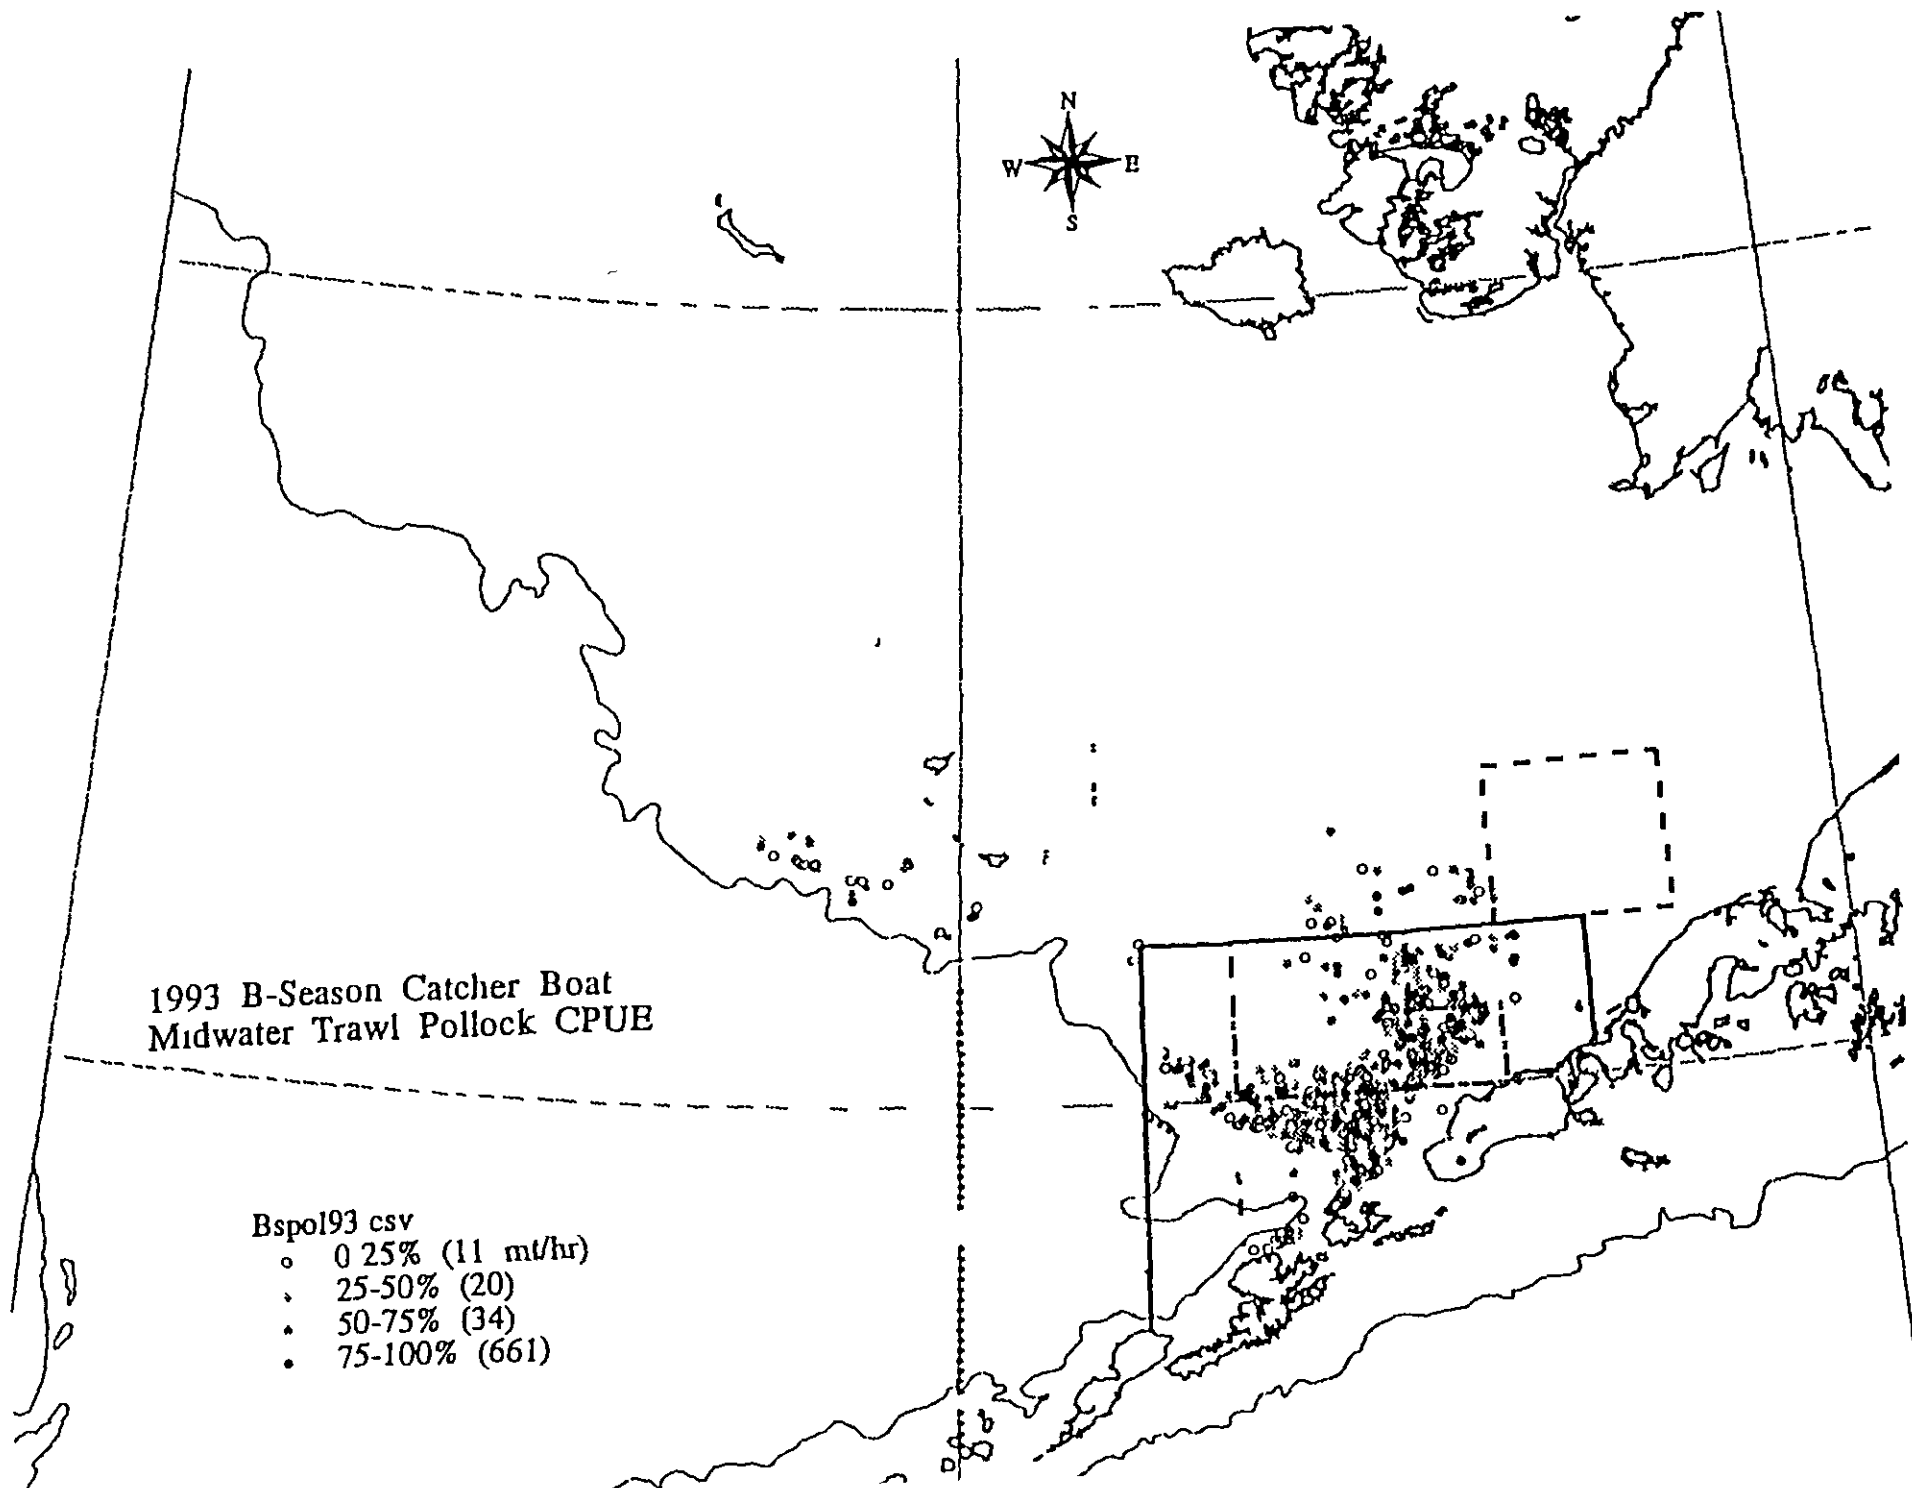 N
W E
S
1993 B-Season Catcher Boat
Midwater Trawl Pollock CPUE
Bspol93 csv
0 25% (11 mt/hr)
25-50% (20)
50-75% (34)
75-100% (661)